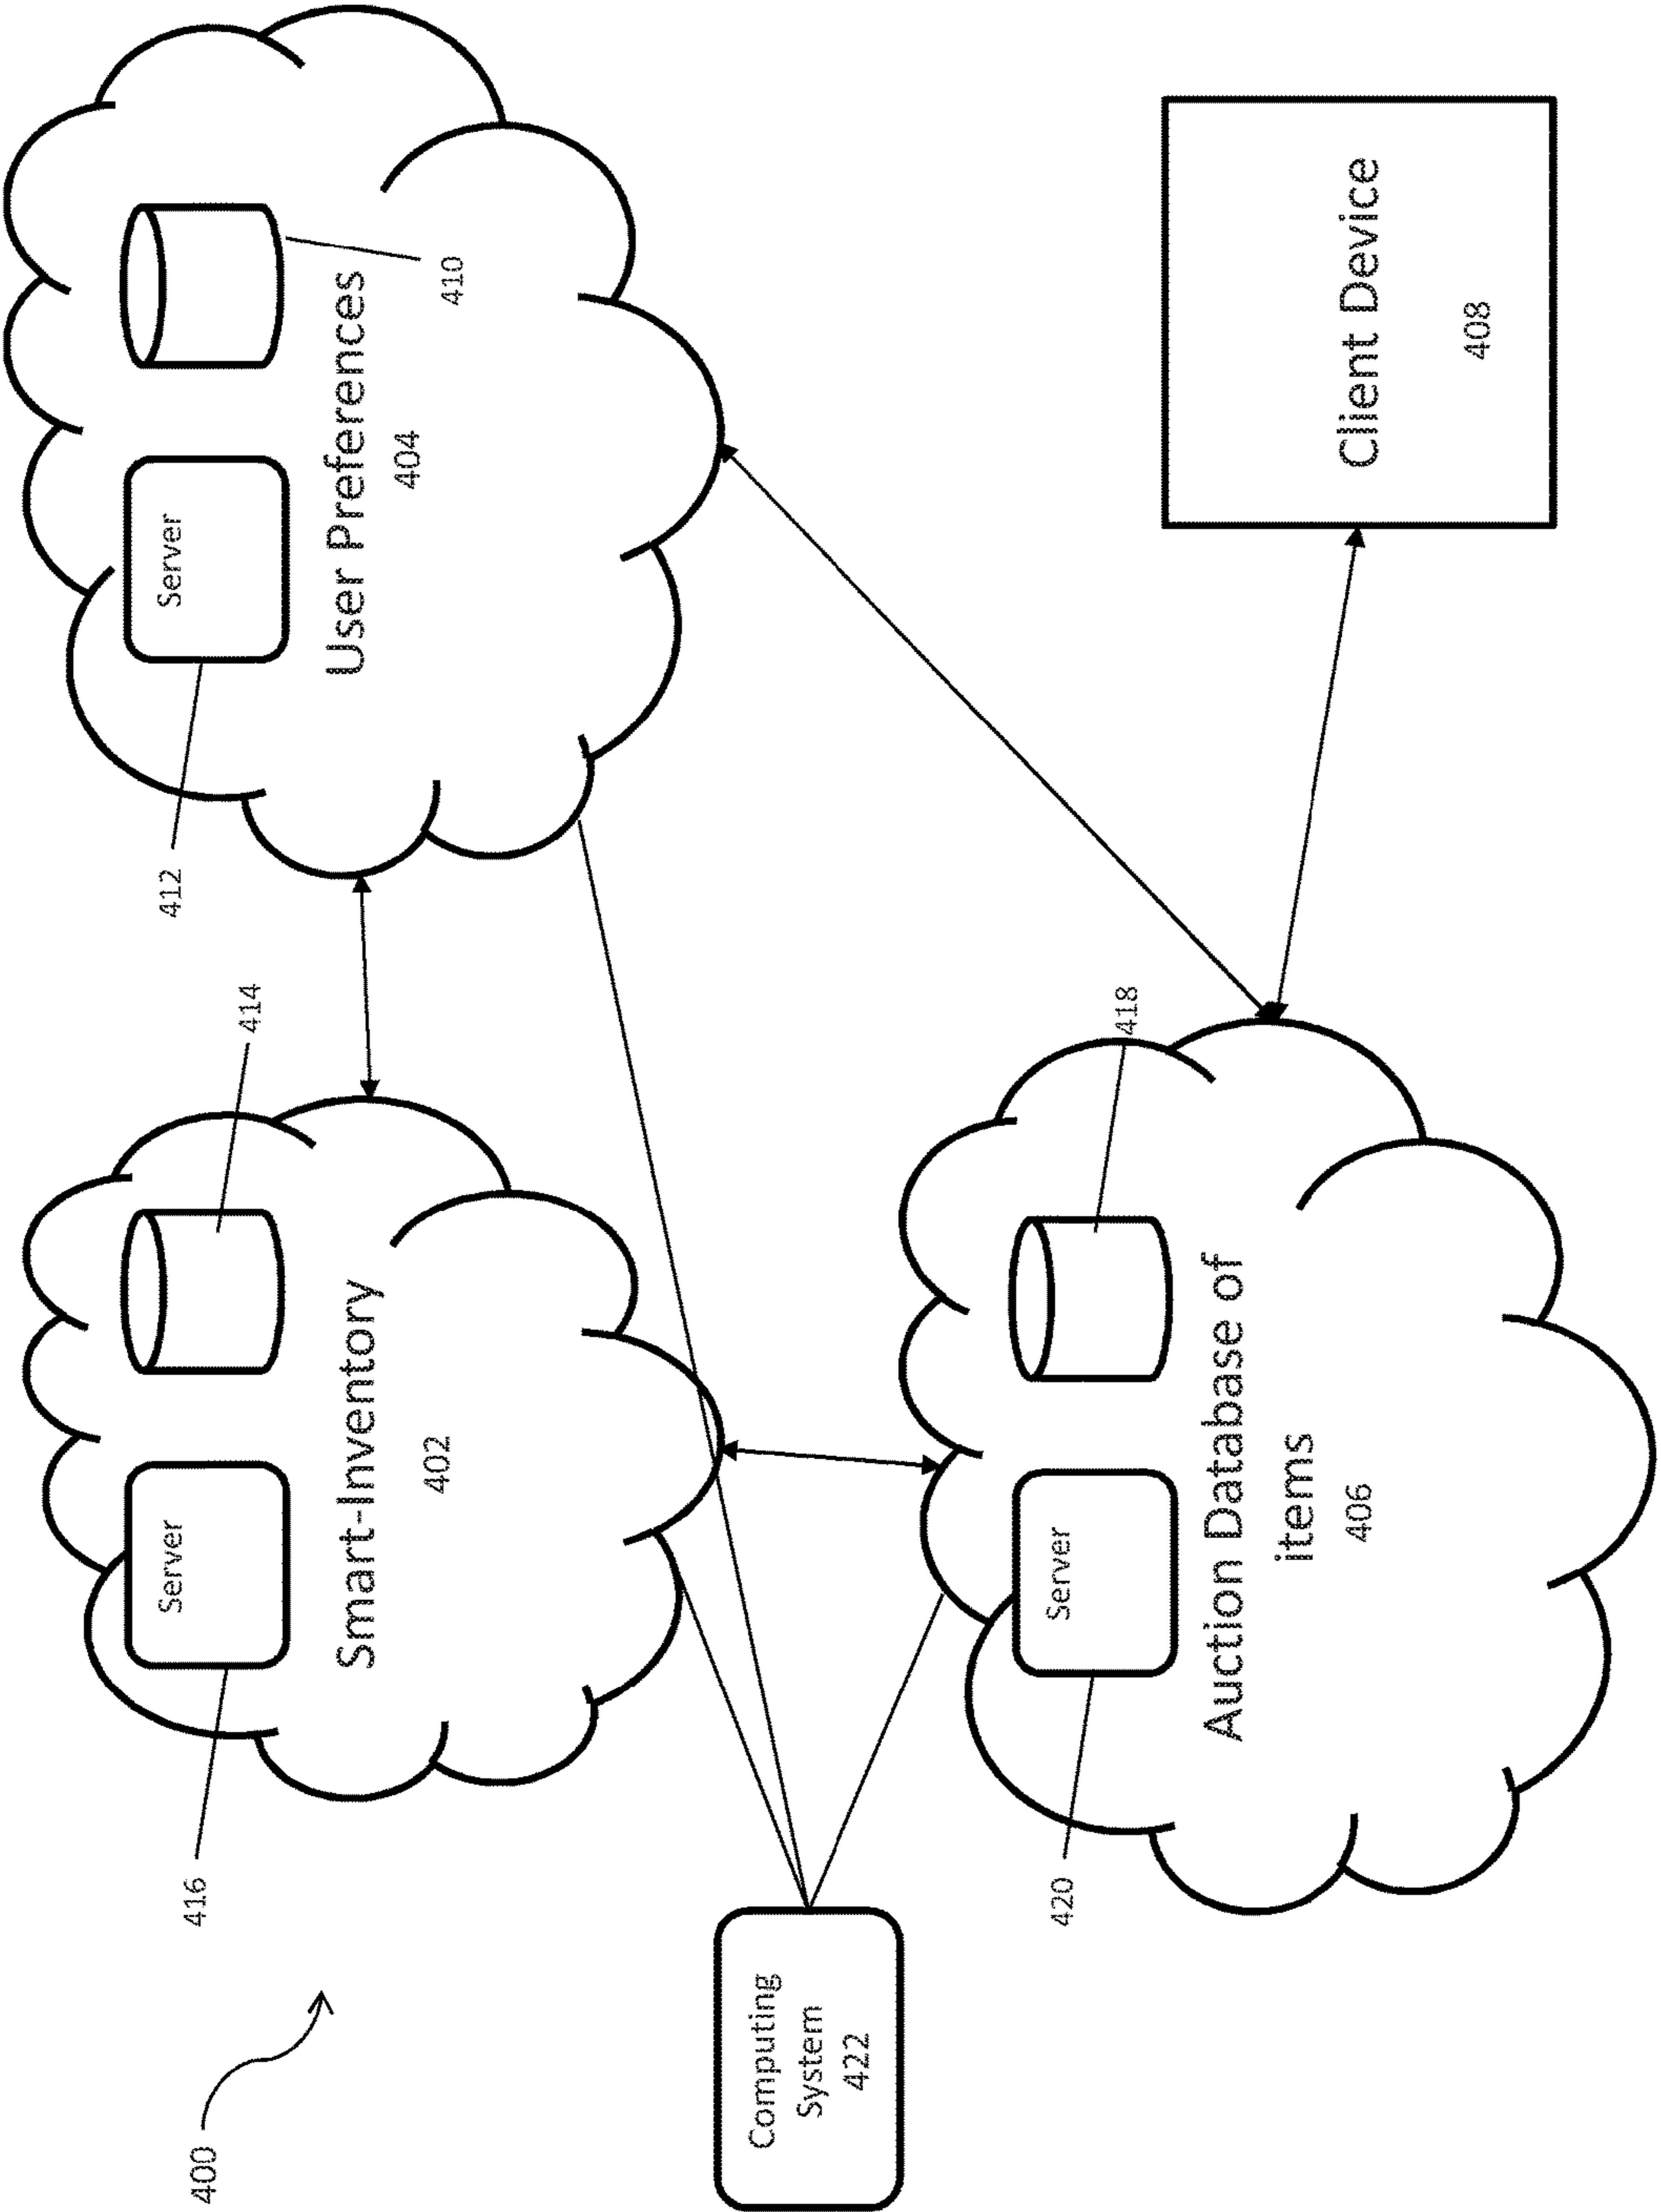 400
416
Server
414
Smart-Inventory
402
412
Server
User Preferences
404
410
Computing
System
422
420
Server
418
Auction Database of
items
406
Client Device
408